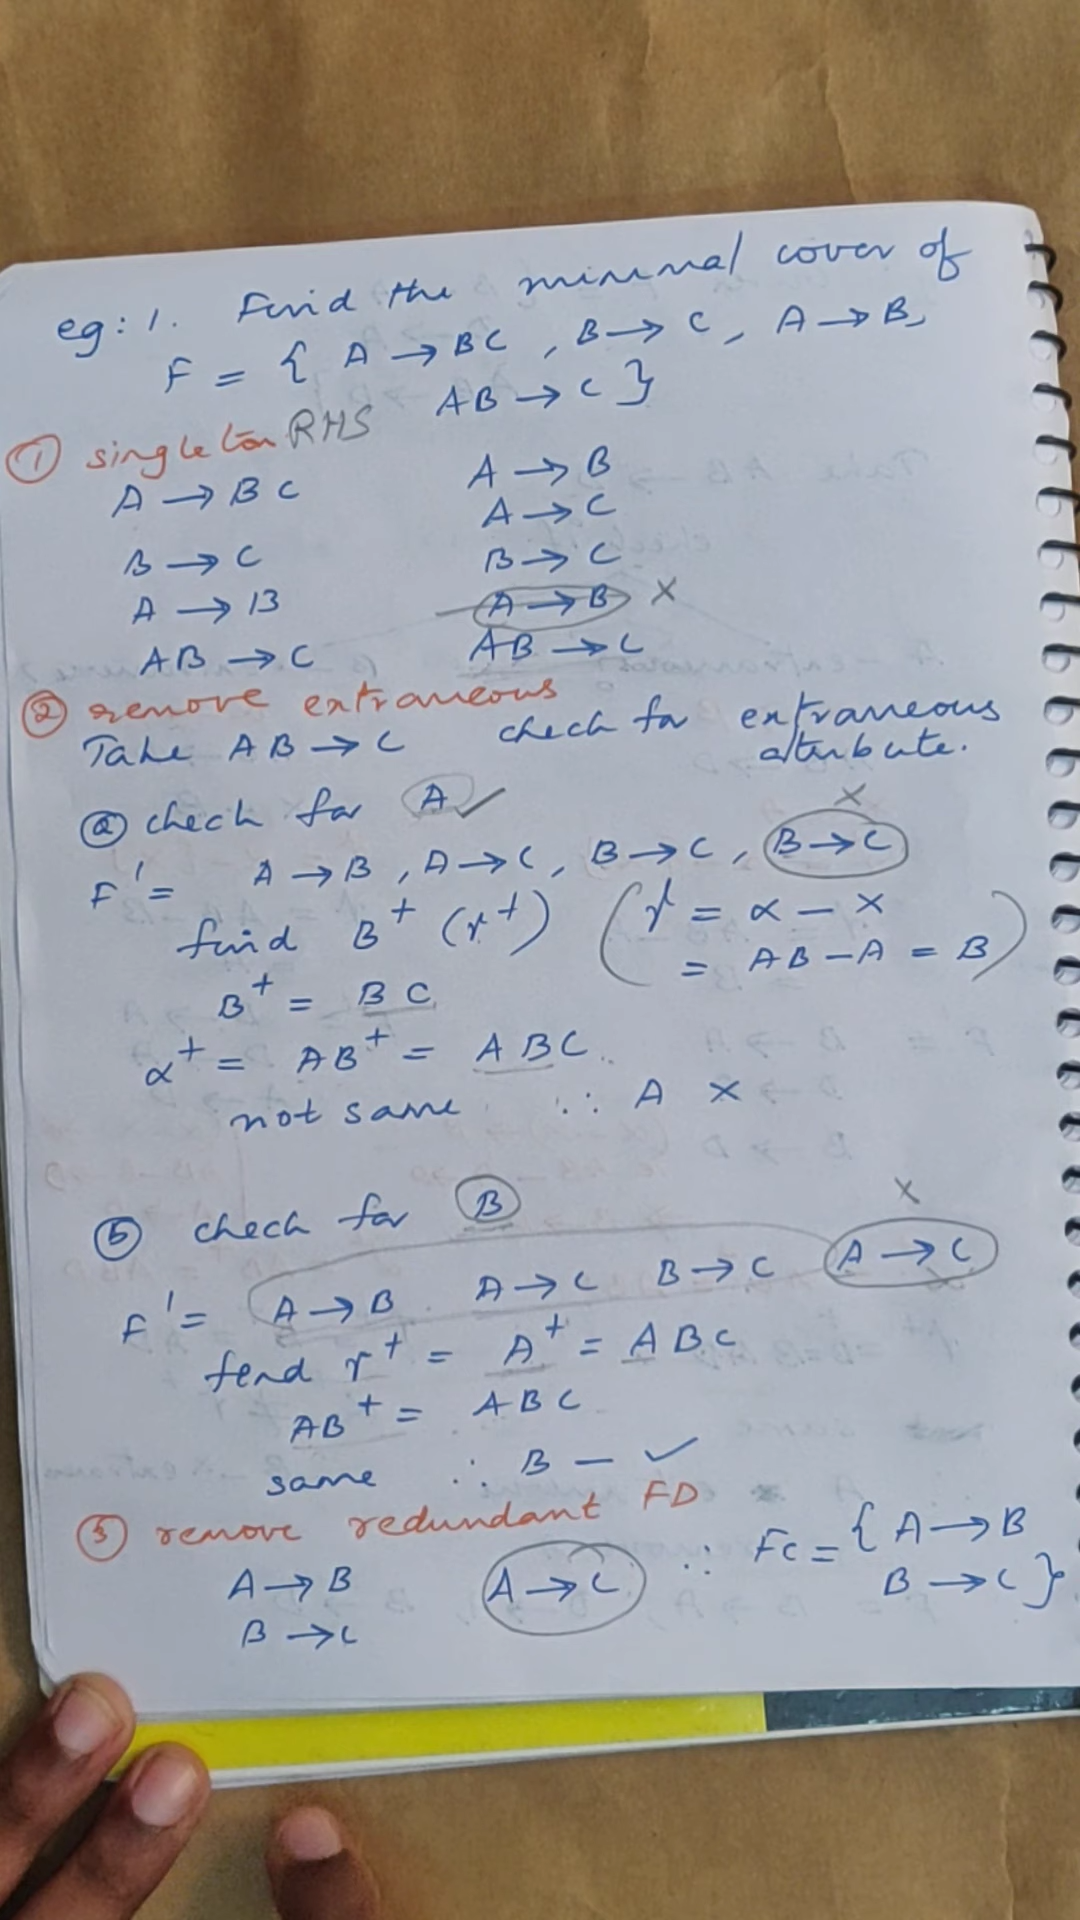 eg: 1. Find the minimal cover of
F = { A → BC , B → C , A → B,
AB → C }
① singleton RHS
A → BC A → B
A → C
B → C B → C
A → B A → B ×
AB → C AB → C
② remove extraneous
Take AB → C check for extraneous
attribute.
ⓐ check for A ✓
×
F' = A → B , A → C , B → C , B → C
find B⁺ (r⁺) ( r = α − x
= AB − A = B )
B⁺ = BC
α⁺ = AB⁺ = ABC
not same ∴ A ×
ⓑ check for B
×
F' = A → B A → C B → C A → C
find r⁺ = A⁺ = ABC
AB⁺ = ABC
same ∴ B − ✓
③ remove redundant FD
A → B A → C ∴ Fc = { A → B
B → C B → C }